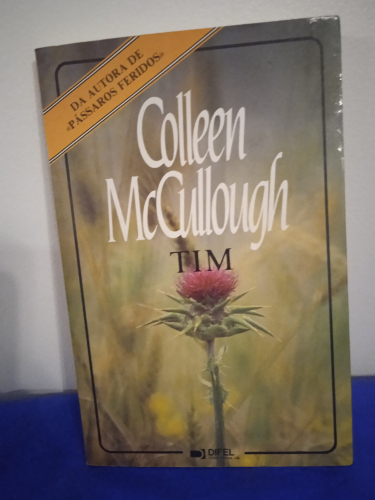 DA AUTORA DE
«PÁSSAROS FERIDOS»
Colleen
McCullough
TIM
DIFEL